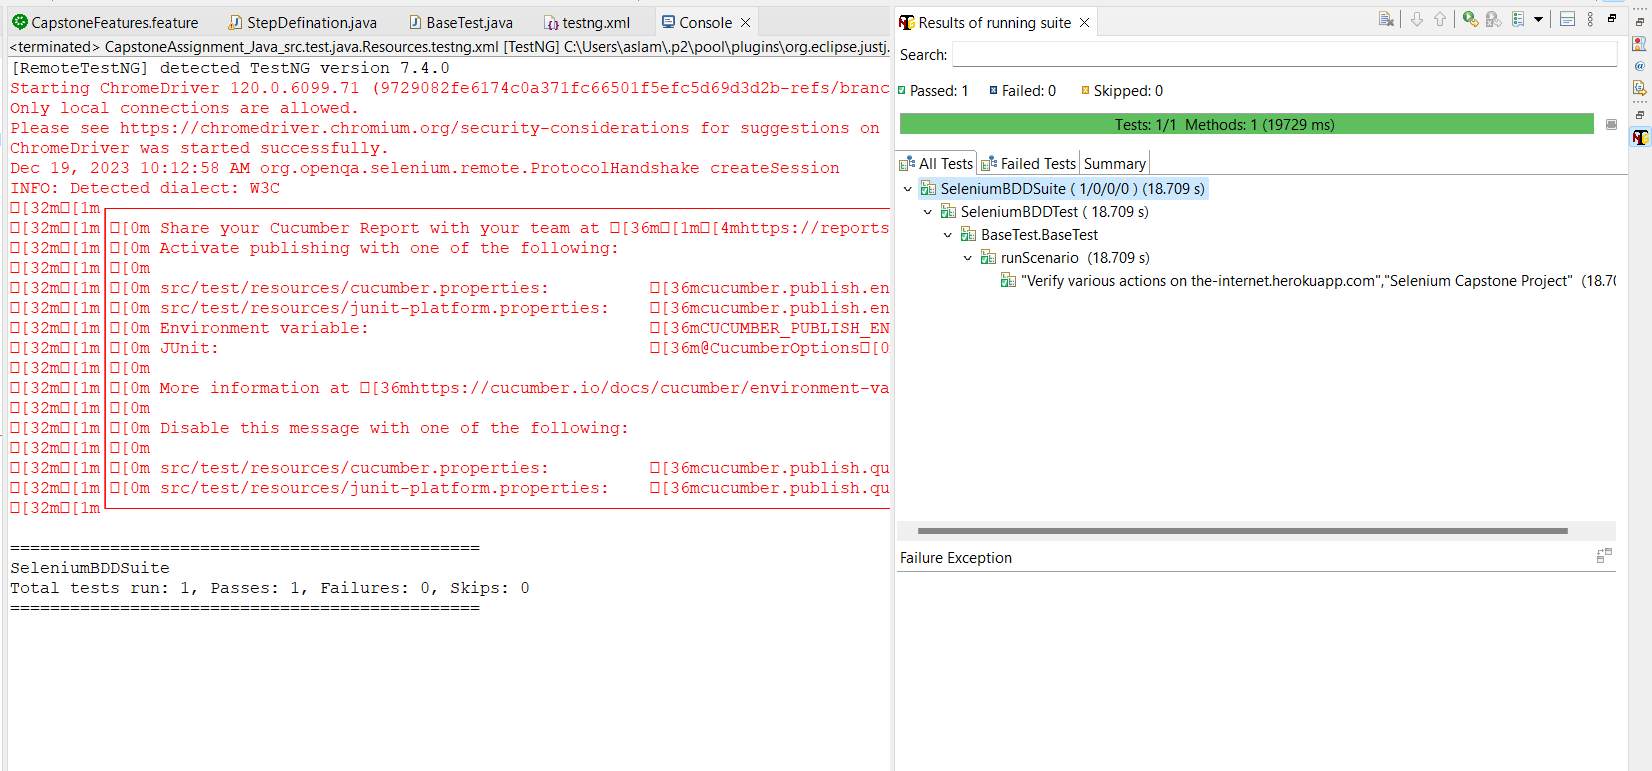 CapstoneFeatures.feature StepDefination.java BaseTest.java testng.xml Console
<terminated> CapstoneAssignment_Java_src.test.java.Resources.testng.xml [TestNG] C:\Users\aslam\.p2\pool\plugins\org.eclipse.justj.
[RemoteTestNG] detected TestNG version 7.4.0
Starting ChromeDriver 120.0.6099.71 (9729082fe6174c0a371fc66501f5efc5d69d3d2b-refs/branc
Only local connections are allowed.
Please see https://chromedriver.chromium.org/security-considerations for suggestions on
ChromeDriver was started successfully.
Dec 19, 2023 10:12:58 AM org.openqa.selenium.remote.ProtocolHandshake createSession
INFO: Detected dialect: W3C
[32m[1m
[32m[1m [0m Share your Cucumber Report with your team at [36m[1m[4mhttps://reports
[32m[1m [0m Activate publishing with one of the following:
[32m[1m [0m
[32m[1m [0m src/test/resources/cucumber.properties: [36mcucumber.publish.en
[32m[1m [0m src/test/resources/junit-platform.properties: [36mcucumber.publish.en
[32m[1m [0m Environment variable: [36mCUCUMBER_PUBLISH_EN
[32m[1m [0m JUnit: [36m@CucumberOptions[0
[32m[1m [0m
[32m[1m [0m More information at [36mhttps://cucumber.io/docs/cucumber/environment-va
[32m[1m [0m
[32m[1m [0m Disable this message with one of the following:
[32m[1m [0m
[32m[1m [0m src/test/resources/cucumber.properties: [36mcucumber.publish.qu
[32m[1m [0m src/test/resources/junit-platform.properties: [36mcucumber.publish.qu
[32m[1m
===============================================
SeleniumBDDSuite
Total tests run: 1, Passes: 1, Failures: 0, Skips: 0
===============================================
Results of running suite
Search:
Passed: 1 Failed: 0 Skipped: 0
Tests: 1/1 Methods: 1 (19729 ms)
All Tests Failed Tests Summary
SeleniumBDDSuite ( 1/0/0/0 ) (18.709 s)
SeleniumBDDTest ( 18.709 s)
BaseTest.BaseTest
runScenario (18.709 s)
"Verify various actions on the-internet.herokuapp.com","Selenium Capstone Project" (18.70
Failure Exception